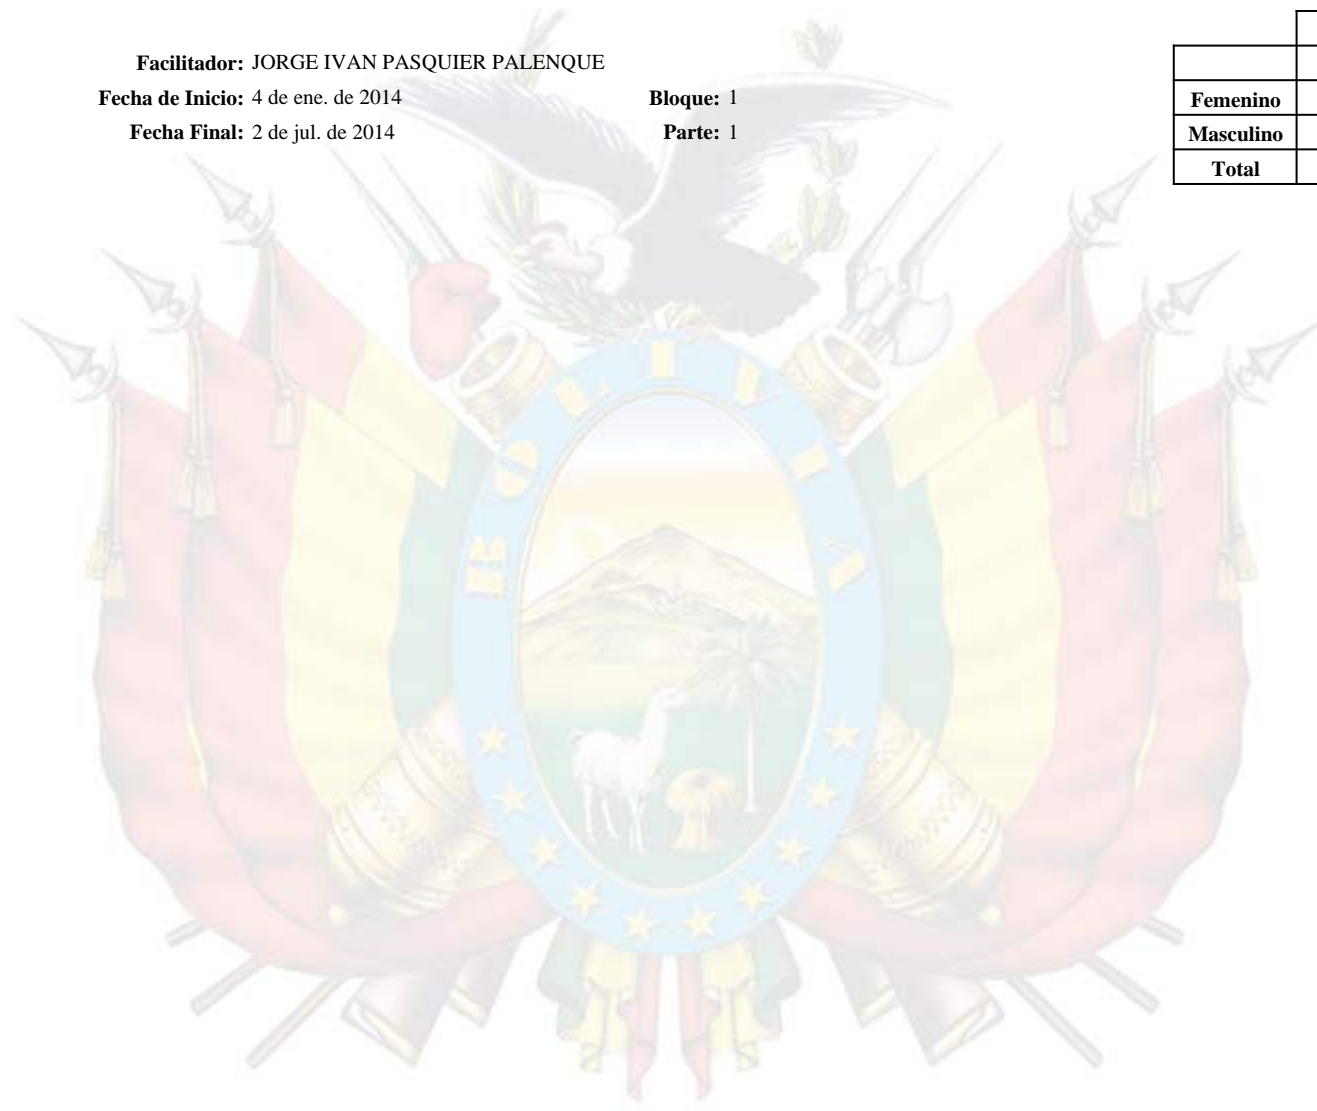 Facilitador: JORGE IVAN PASQUIER PALENQUE
Fecha de Inicio: 4 de ene. de 2014 Bloque: 1
Fecha Final: 2 de jul. de 2014 Parte: 1
Femenino
Masculino
Total
BOLIVIA